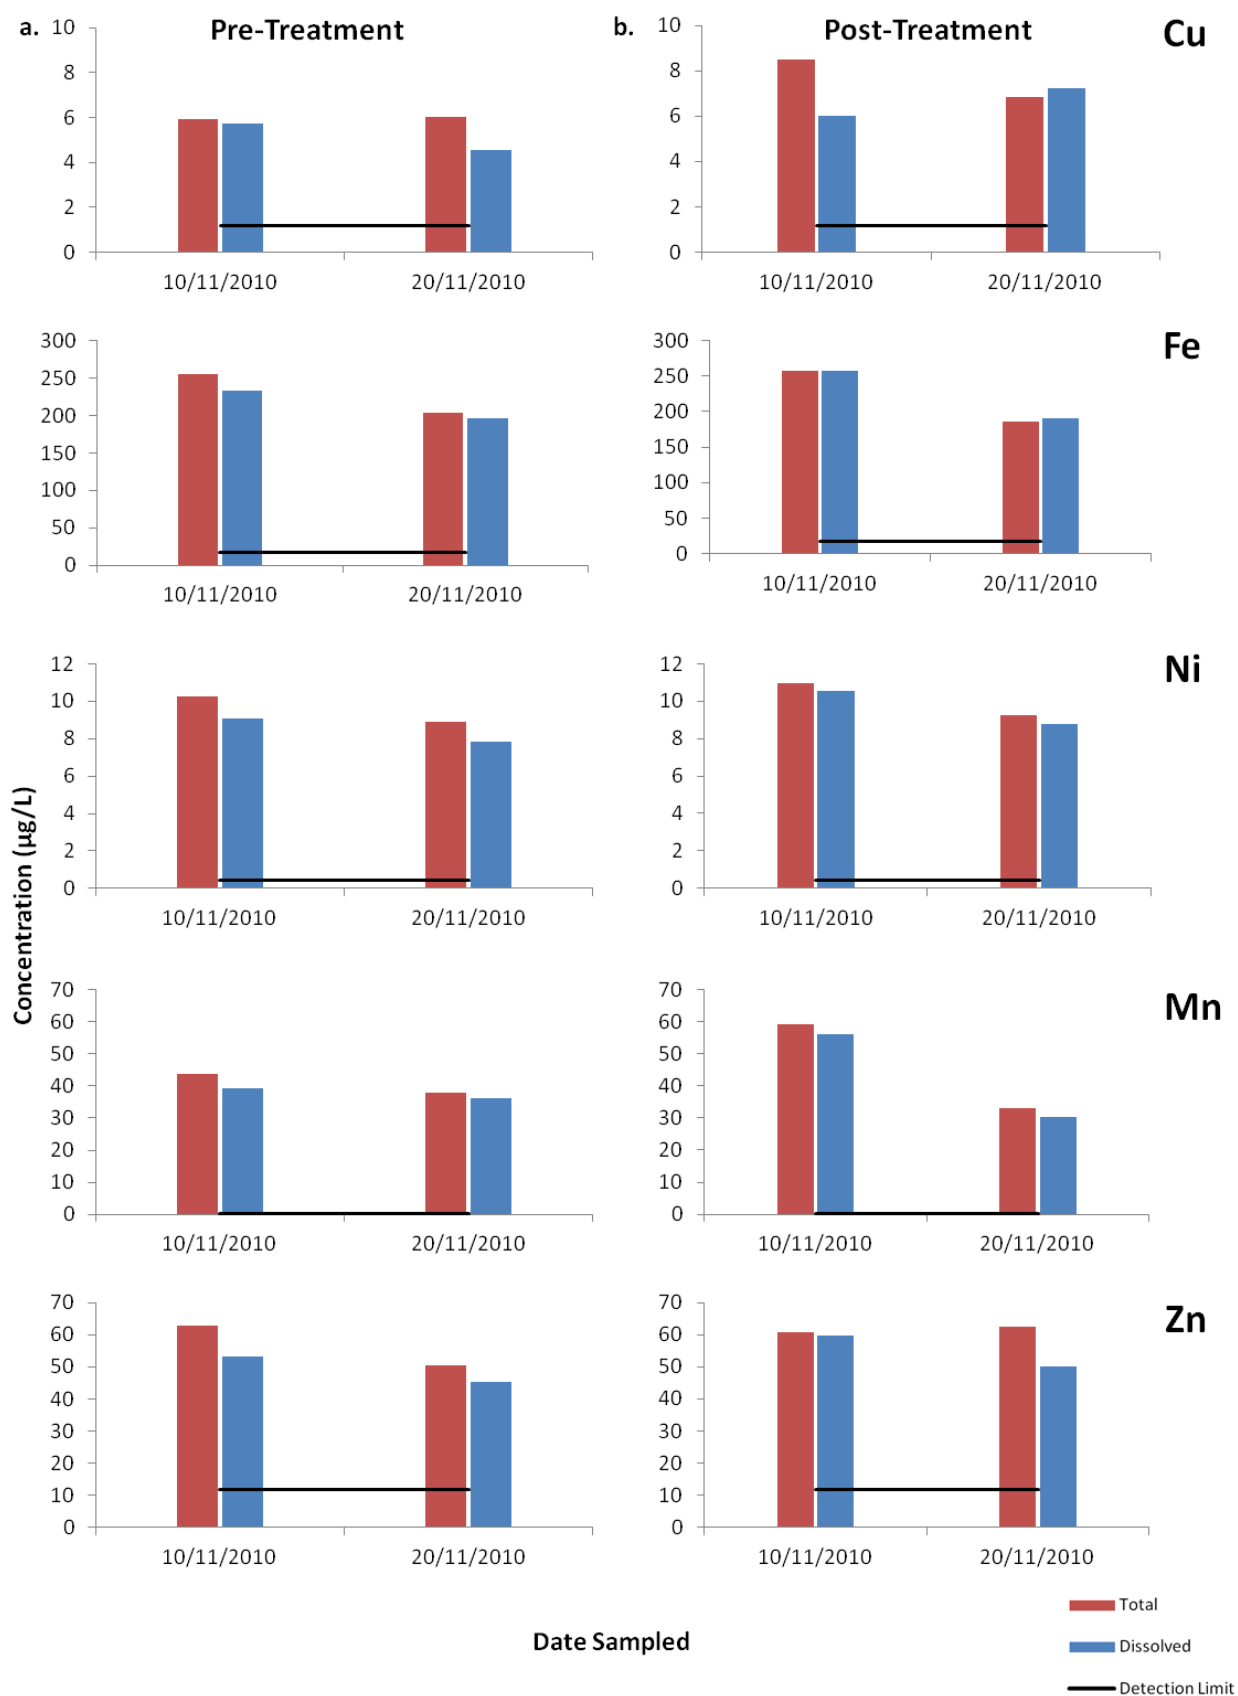 a. Pre-Treatment b. Post-Treatment Cu
10 10
8 8
6 6
4 4
2 2
0 0
10/11/2010 20/11/2010 10/11/2010 20/11/2010
Fe
300 300
250 250
200 200
150 150
100 100
50 50
0 0
10/11/2010 20/11/2010 10/11/2010 20/11/2010
Ni
12 12
10 10
8 8
6 6
4 4
2 2
0 0
10/11/2010 20/11/2010 10/11/2010 20/11/2010
Concentration (µg/L)
Mn
70 70
60 60
50 50
40 40
30 30
20 20
10 10
0 0
10/11/2010 20/11/2010 10/11/2010 20/11/2010
Zn
70 70
60 60
50 50
40 40
30 30
20 20
10 10
0 0
10/11/2010 20/11/2010 10/11/2010 20/11/2010
Date Sampled
Total
Dissolved
Detection Limit